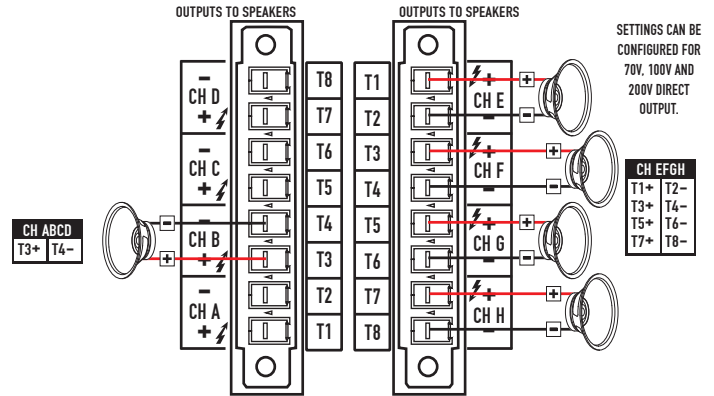 OUTPUTS TO SPEAKERS
OUTPUTS TO SPEAKERS
SETTINGS CAN BE
CONFIGURED FOR
70V, 100V AND
200V DIRECT
OUTPUT.
−
CH D
+
−
CH C
+
−
CH B
+
−
CH A
+
T8
T7
T6
T5
T4
T3
T2
T1
T1
T2
T3
T4
T5
T6
T7
T8
+
CH E
−
+
CH F
−
+
CH G
−
+
CH H
−
+
−
+
−
+
−
+
−
−
+
CH ABCD
T3+ T4−
CH EFGH
T1+ T2−
T3+ T4−
T5+ T6−
T7+ T8−